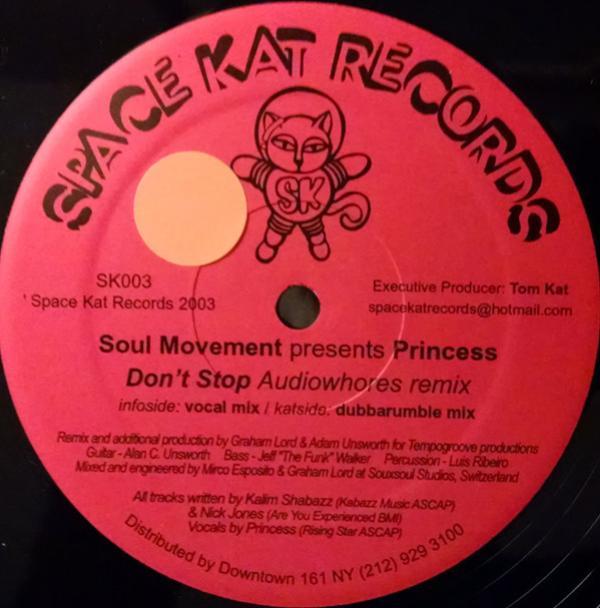 SPACE KAT RECORDS
SK
SK003
' Space Kat Records 2003
Executive Producer: Tom Kat
spacekatrecords@hotmail.com
Soul Movement presents Princess
Don't Stop Audiowhores remix
infoside: vocal mix / katside: dubbarumble mix
Remix and additional production by Graham Lord & Adam Unsworth for Tempogroove productions
Guitar - Alan C. Unsworth Bass - Jeff "The Funk" Walker Percussion - Luis Ribeiro
Mixed and engineered by Mirco Esposito & Graham Lord at Souxsoul Studios, Switzerland
All tracks written by Kalim Shabazz (Kabazz Music ASCAP)
& Nick Jones (Are You Experienced BMI)
Vocals by Princess (Rising Star ASCAP)
Distributed by Downtown 161 NY (212) 929 3100